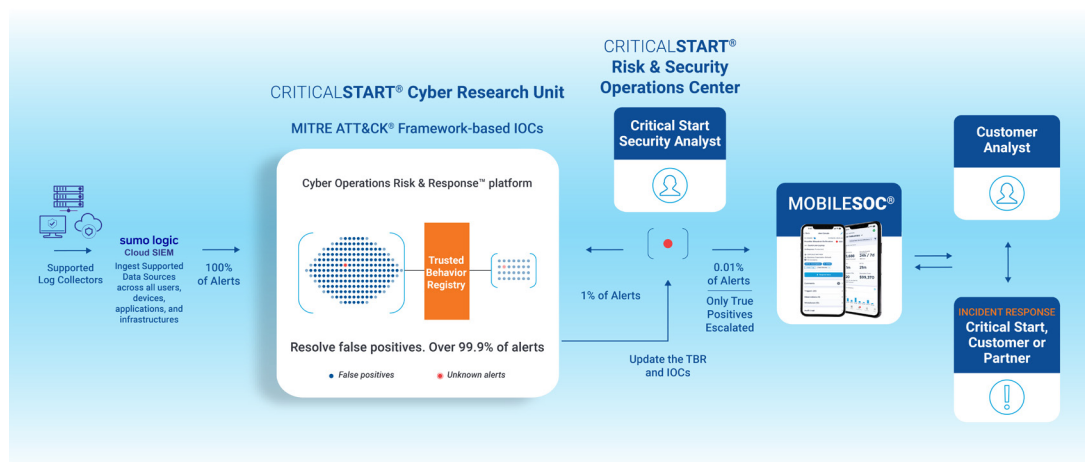 CRITICALSTART®
Risk & Security
Operations Center
CRITICALSTART® Cyber Research Unit
MITRE ATT&CK® Framework-based IOCs
Critical Start
Security Analyst
Customer
Analyst
Cyber Operations Risk & Response™ platform
MOBILESOC®
sumo logic
Cloud SIEM
Supported
Log Collectors
Ingest Supported
Data Sources
across all users,
devices,
applications, and
infrastructures
100%
of Alerts
Trusted
Behavior
Registry
1% of Alerts
0.01%
of Alerts
Only True
Positives
Escalated
INCIDENT RESPONSE
Critical Start,
Customer or
Partner
Resolve false positives. Over 99.9% of alerts
False positives
Unknown alerts
Update the TBR
and IOCs